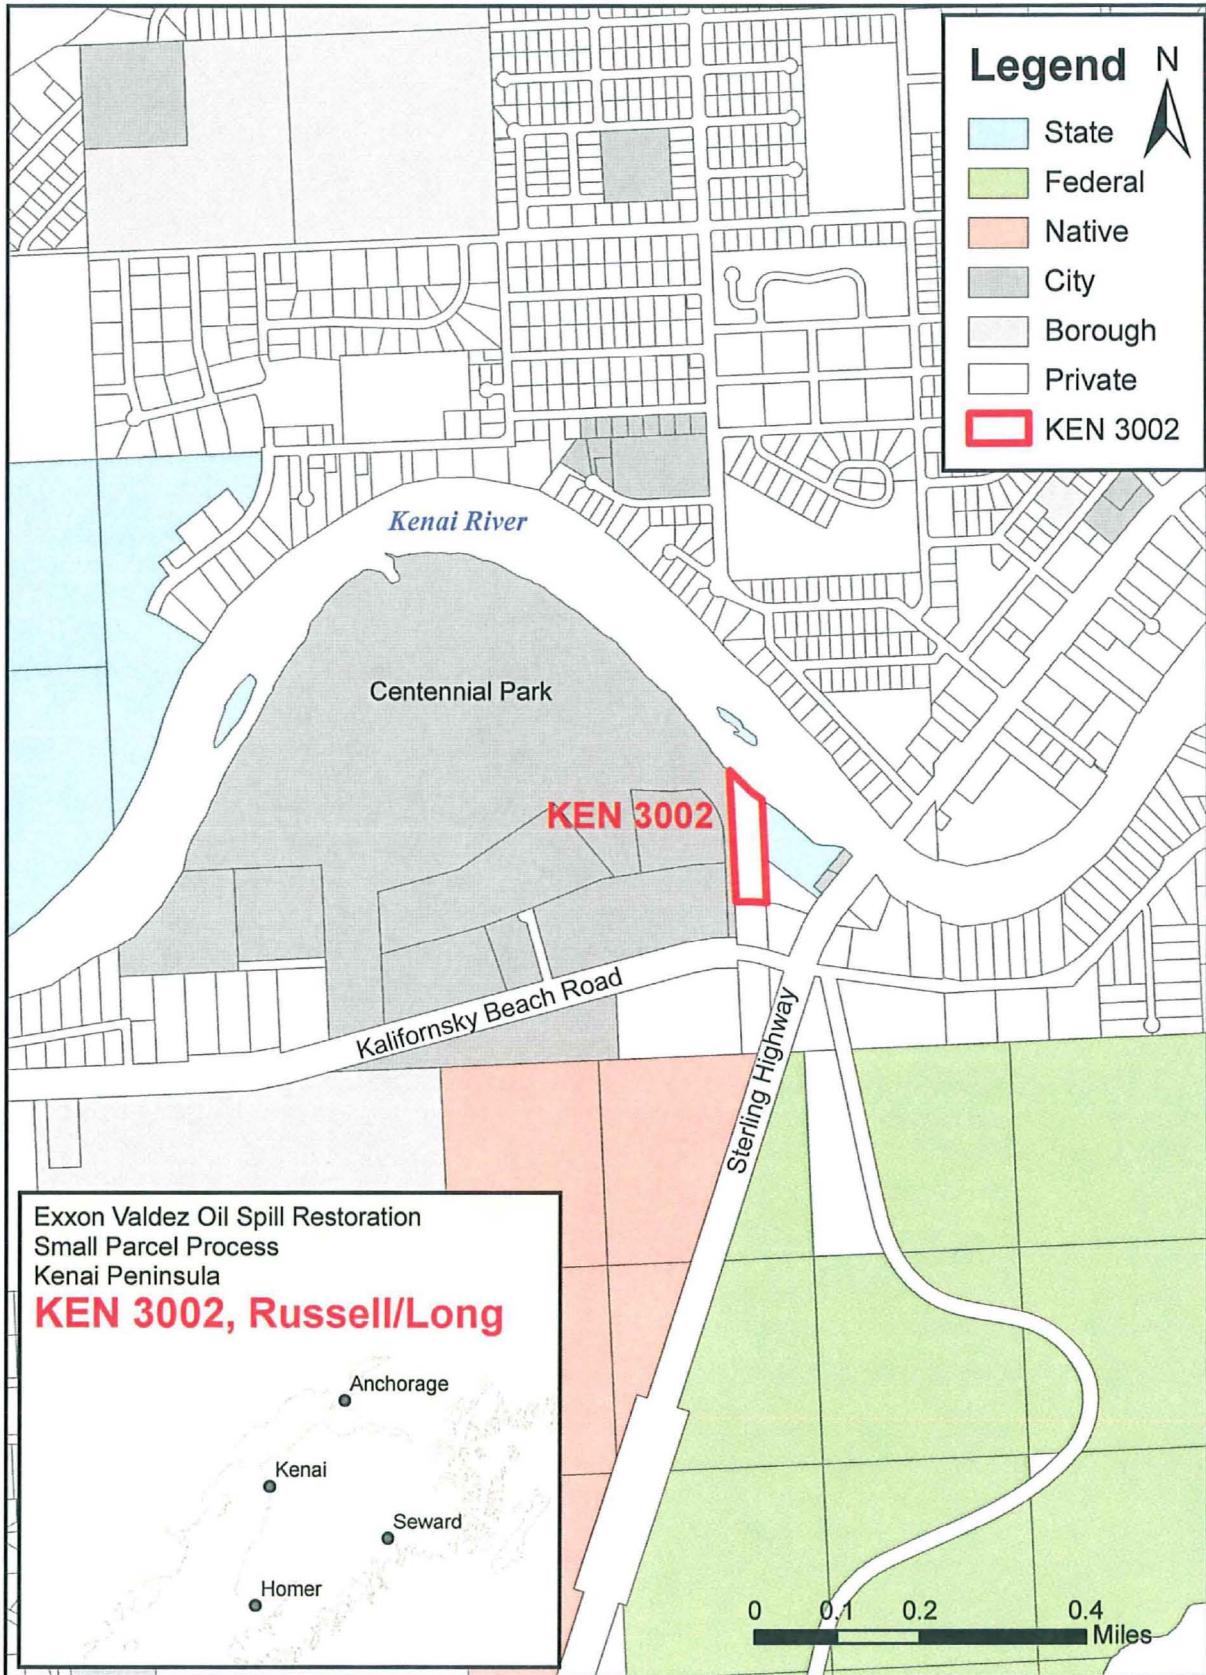 Legend
N
State
Federal
Native
City
Borough
Private
KEN 3002
Kenai River
Centennial Park
KEN 3002
Kalifornsky Beach Road
Sterling Highway
Exxon Valdez Oil Spill Restoration
Small Parcel Process
Kenai Peninsula
KEN 3002, Russell/Long
Anchorage
Kenai
Seward
Homer
0 0.1 0.2 0.4
Miles